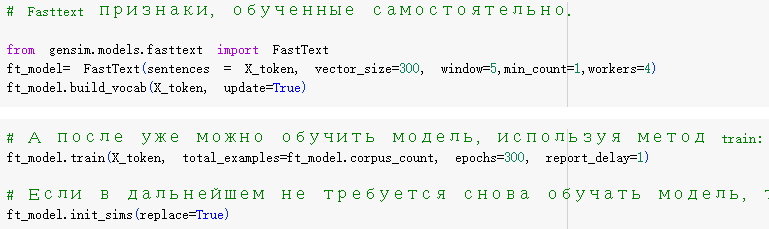 # Fasttext признаки, обученные самостоятельно.
from gensim.models.fasttext import FastText
ft_model= FastText(sentences = X_token, vector_size=300, window=5,min_count=1,workers=4)
ft_model.build_vocab(X_token, update=True)
# А после уже можно обучить модель, используя метод train:
ft_model.train(X_token, total_examples=ft_model.corpus_count, epochs=300, report_delay=1)
# Если в дальнейшем не требуется снова обучать модель,
ft_model.init_sims(replace=True)